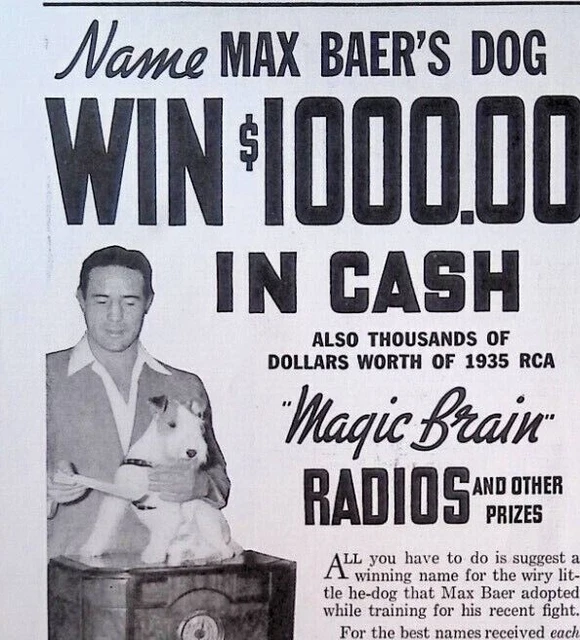 Name MAX BAER'S DOG
WIN $1000.00
IN CASH
ALSO THOUSANDS OF
DOLLARS WORTH OF 1935 RCA
"Magic Brain"
RADIOS AND OTHER
PRIZES
ALL you have to do is suggest a
winning name for the wiry lit-
tle he-dog that Max Baer adopted
while training for his recent fight.
For the best names received each